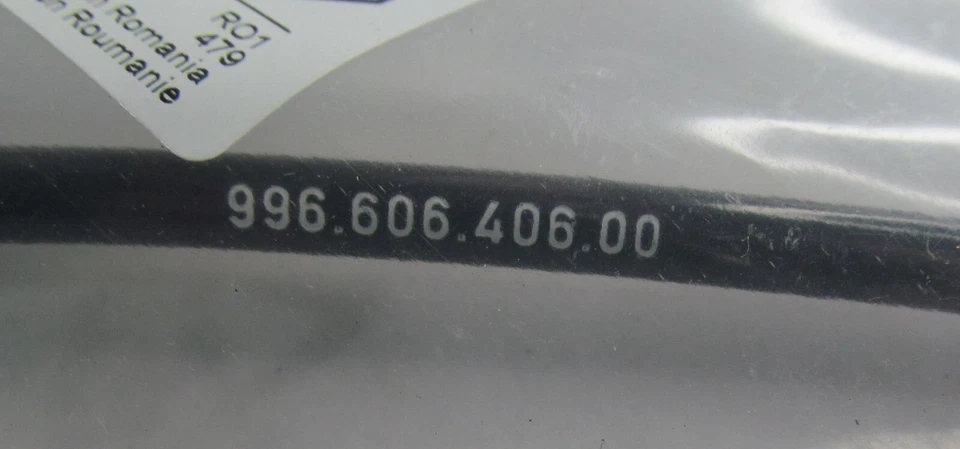 RO1
479
n Romania
n Roumanie
996.606.406.00